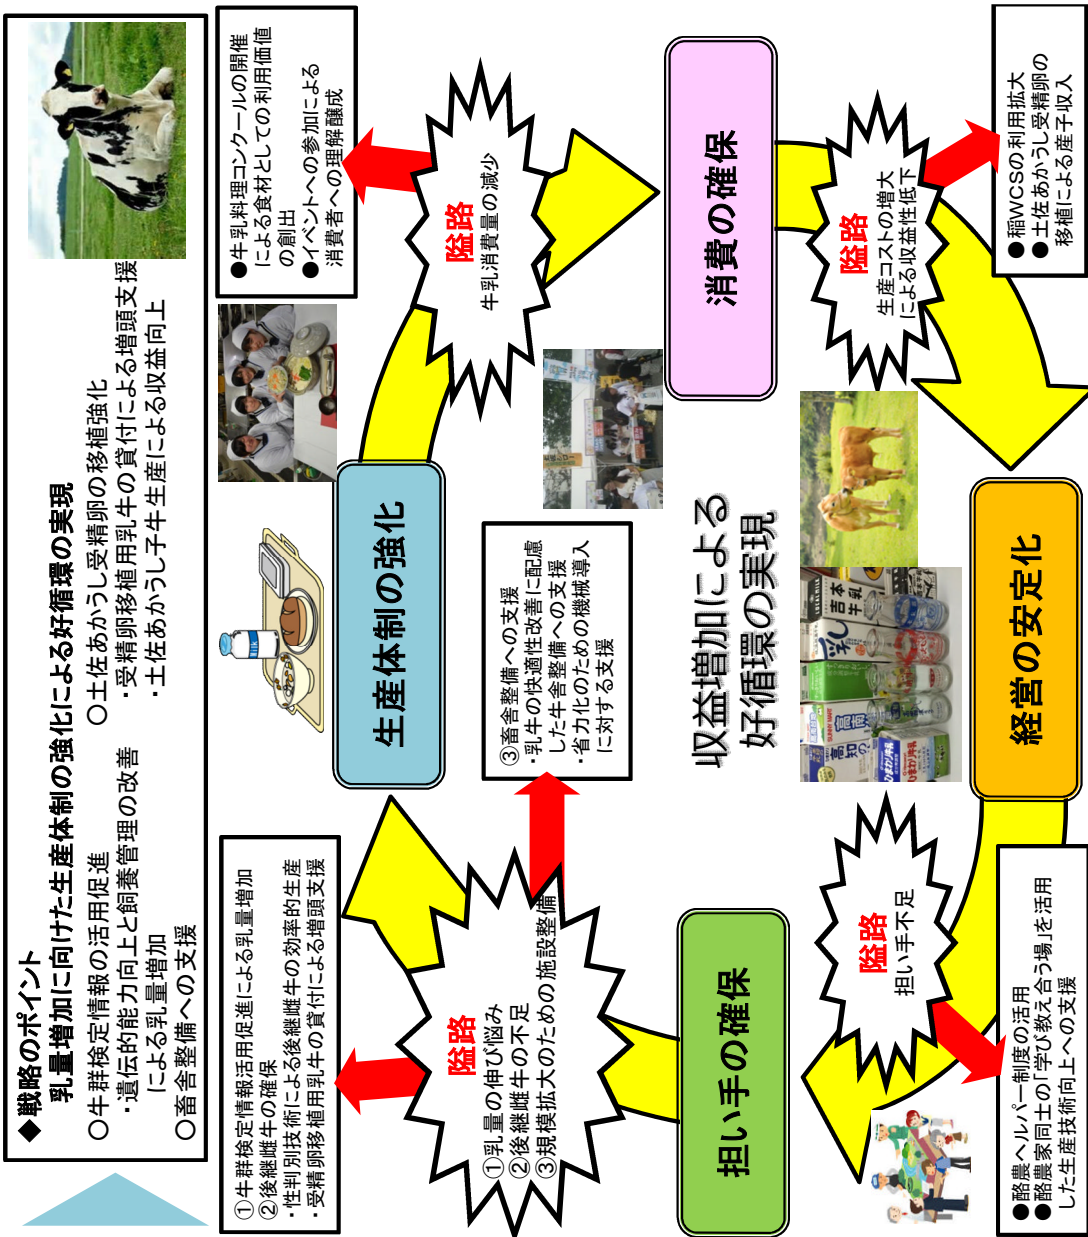 ◆戦略のポイント
乳量増加に向けた生産体制の強化による好循環の実現
○牛群検定情報の活用促進
・遺伝的能力向上と飼養管理の改善
による乳量増加
○畜舎整備への支援
○土佐あかうし受精卵の移植強化
・受精卵移植用乳牛の貸付による増頭支援
・土佐あかうし子牛生産による収益向上
①牛群検定情報活用促進による乳量増加
②後継雌牛の確保
・性判別技術による後継雌牛の効率的生産
・受精卵移植用乳牛の貸付による増頭支援
生産体制の強化
●牛乳料理コンクールの開催
による食材としての利用価値
の創出
●イベントへの参加による
消費者への理解醸成
隘路
①乳量の伸び悩み
②後継雌牛の不足
③規模拡大のための施設整備
③畜舎整備への支援
・乳牛の快適性改善に配慮
した牛舎整備への支援
・省力化のための機械導入
に対する支援
隘路
牛乳消費量の減少
担い手の確保
収益増加による
好循環の実現
消費の確保
隘路
担い手不足
隘路
生産コストの増大
による収益性低下
●酪農ヘルパー制度の活用
●酪農家同士の「学び教え合う場」を活用
した生産技術向上への支援
経営の安定化
●稲WCSの利用拡大
●土佐あかうし受精卵の
移植による産子収入